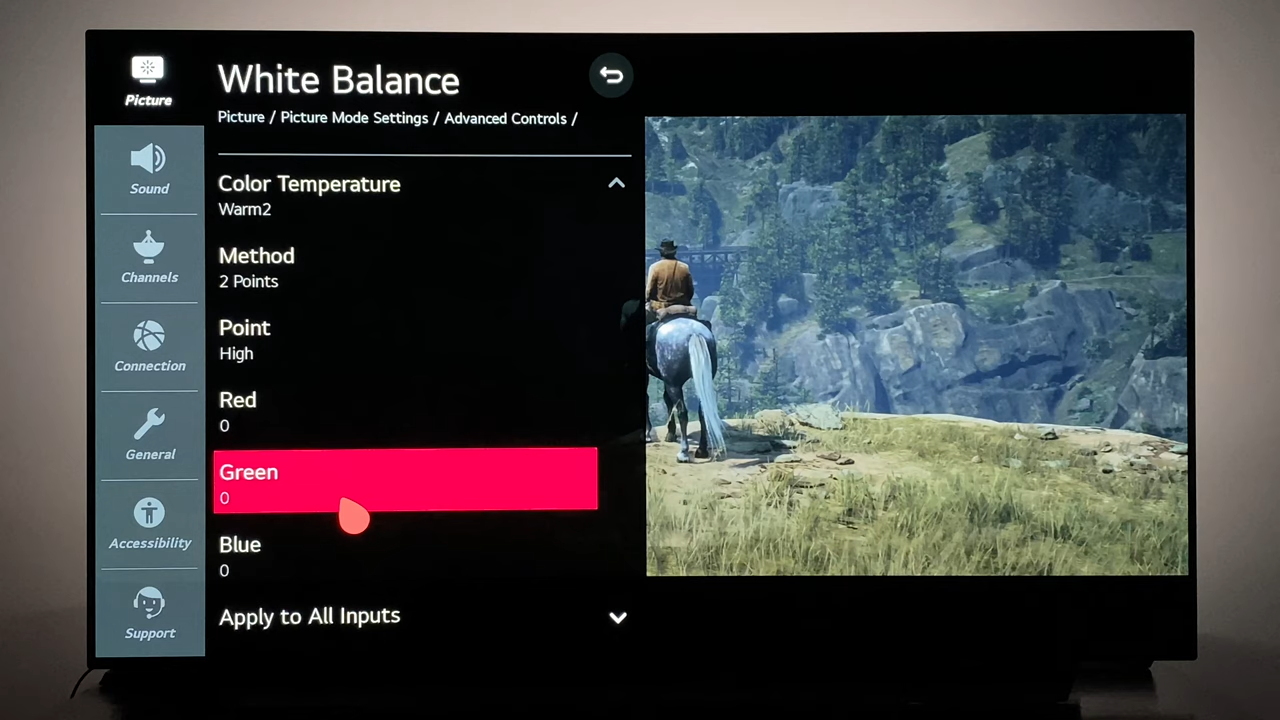 Picture
Sound
Channels
Connection
General
Accessibility
Support
White Balance
Picture / Picture Mode Settings / Advanced Controls /
Color Temperature
Warm2
Method
2 Points
Point
High
Red
0
Green
0
Blue
0
Apply to All Inputs